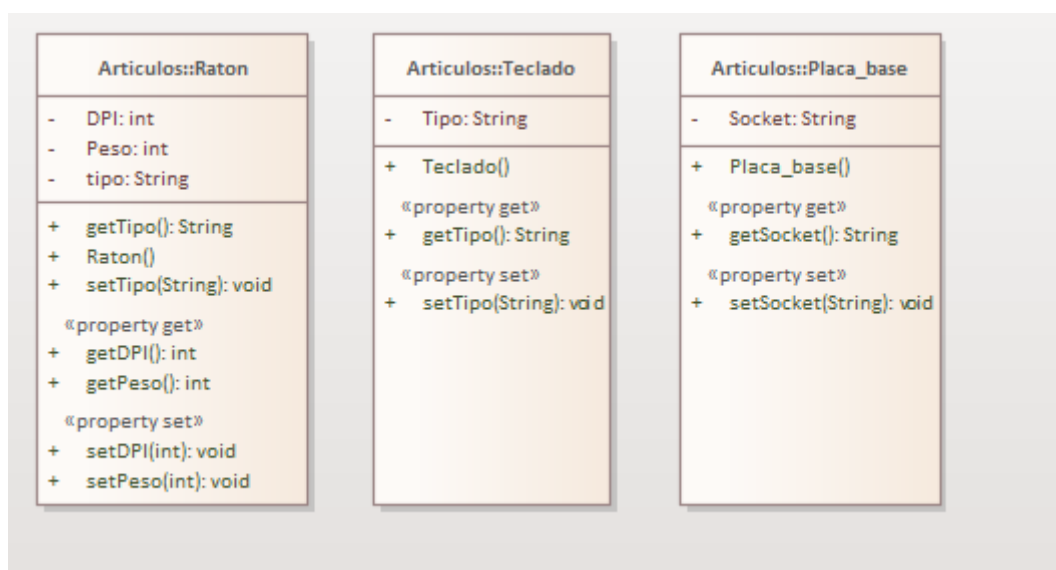 Articulos::Raton
- DPI: int
- Peso: int
- tipo: String
+ getTipo(): String
+ Raton()
+ setTipo(String): void
«property get»
+ getDPI(): int
+ getPeso(): int
«property set»
+ setDPI(int): void
+ setPeso(int): void
Articulos::Teclado
- Tipo: String
+ Teclado()
«property get»
+ getTipo(): String
«property set»
+ setTipo(String): void
Articulos::Placa_base
- Socket: String
+ Placa_base()
«property get»
+ getSocket(): String
«property set»
+ setSocket(String): void